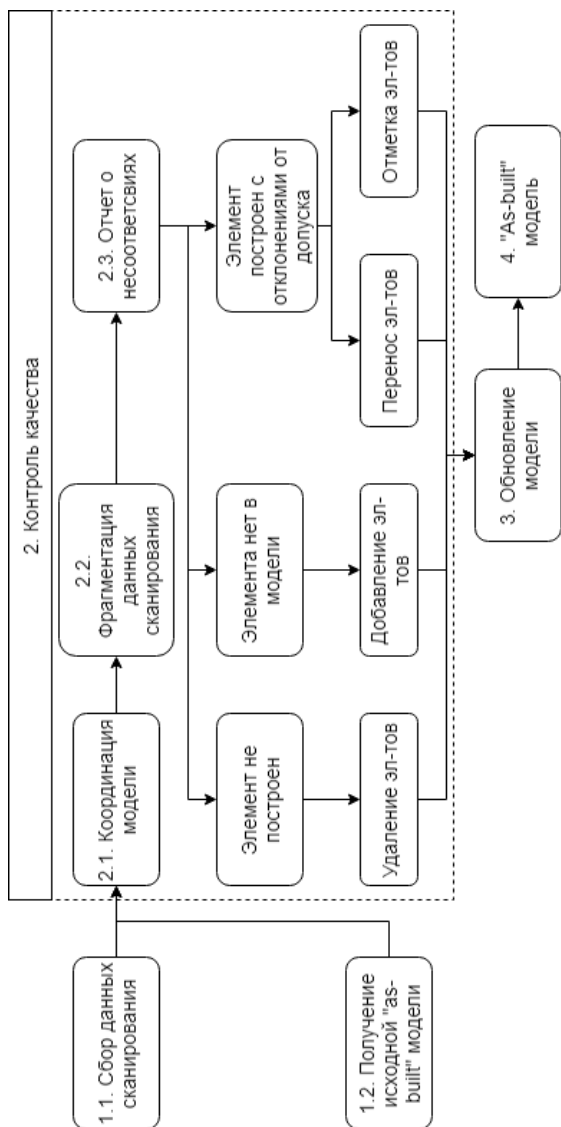 2. Контроль качества
1.1. Сбор данных
сканирования
2.1. Координация
модели
2.2.
Фрагментация
данных
сканирования
2.3. Отчет о
несоответсвиях
Элемент не
построен
Элемента нет в
модели
Элемент
построен с
отклонениями от
допуска
1.2. Получение
исходной "as-
built" модели
Удаление эл-тов
Добавление эл-
тов
Перенос эл-тов
Отметка эл-тов
3. Обновление
модели
4. "As-built"
модель